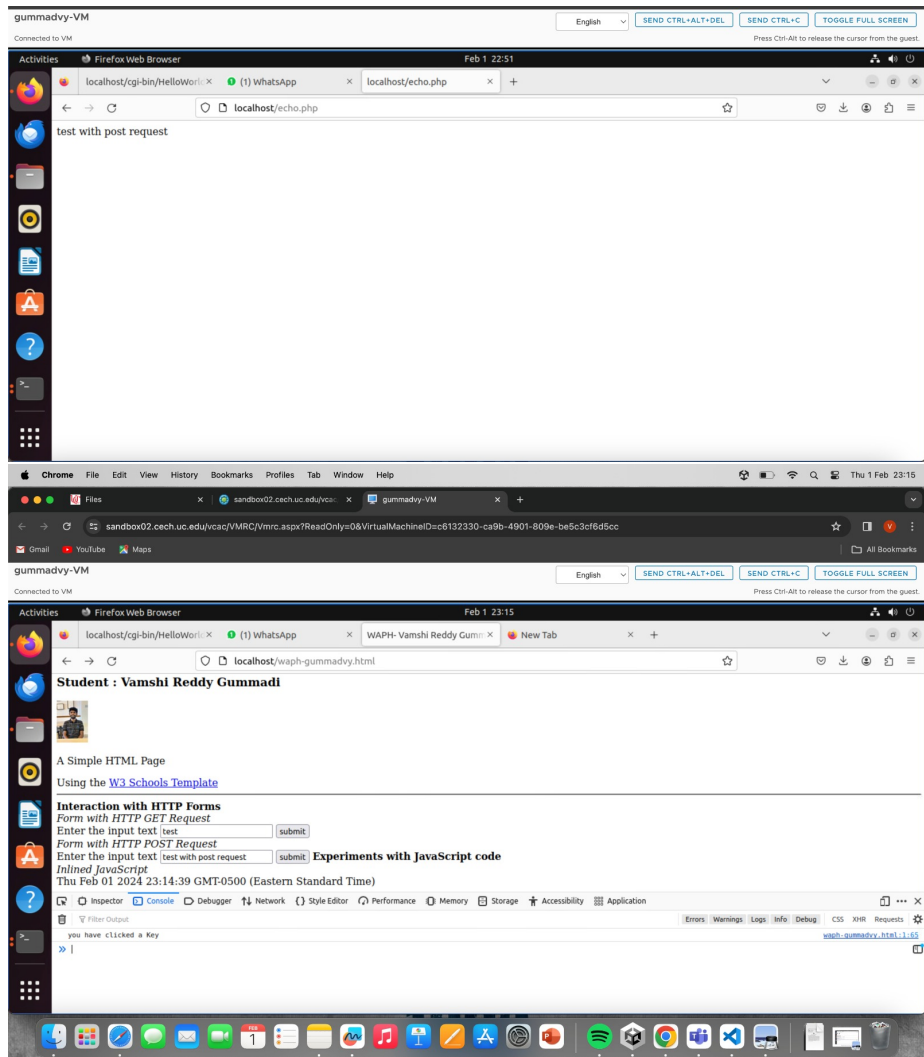 gummadvy-VM
English SEND CTRL+ALT+DEL SEND CTRL+C TOGGLE FULL SCREEN
Connected to VM Press Ctrl-Alt to release the cursor from the guest.
Activities Firefox Web Browser Feb 1 22:51
localhost/cgi-bin/HelloWorl × (1) WhatsApp × localhost/echo.php × +
localhost/echo.php
test with post request
Chrome File Edit View History Bookmarks Profiles Tab Window Help Thu 1 Feb 23:15
Files × sandbox02.cech.uc.edu/vcac × gummadvy-VM × +
sandbox02.cech.uc.edu/vcac/VMRC/Vmrc.aspx?ReadOnly=0&VirtualMachineID=c6132330-ca9b-4901-809e-be5c3cf6d5cc
Gmail YouTube Maps All Bookmarks
gummadvy-VM
English SEND CTRL+ALT+DEL SEND CTRL+C TOGGLE FULL SCREEN
Connected to VM Press Ctrl-Alt to release the cursor from the guest.
Activities Firefox Web Browser Feb 1 23:15
localhost/cgi-bin/HelloWorl × (1) WhatsApp × WAPH- Vamshi Reddy Gumm × New Tab × +
localhost/waph-gummadvy.html
Student : Vamshi Reddy Gummadi
A Simple HTML Page
Using the W3 Schools Template
Interaction with HTTP Forms
Form with HTTP GET Request
Enter the input text test submit
Form with HTTP POST Request
Enter the input text test with post request submit Experiments with JavaScript code
Inlined JavaScript
Thu Feb 01 2024 23:14:39 GMT-0500 (Eastern Standard Time)
Inspector Console Debugger Network {} Style Editor Performance Memory Storage Accessibility Application
Filter Output Errors Warnings Logs Info Debug CSS XHR Requests
you have clicked a Key waph-gummadvy.html:1:65
»
FEB
1